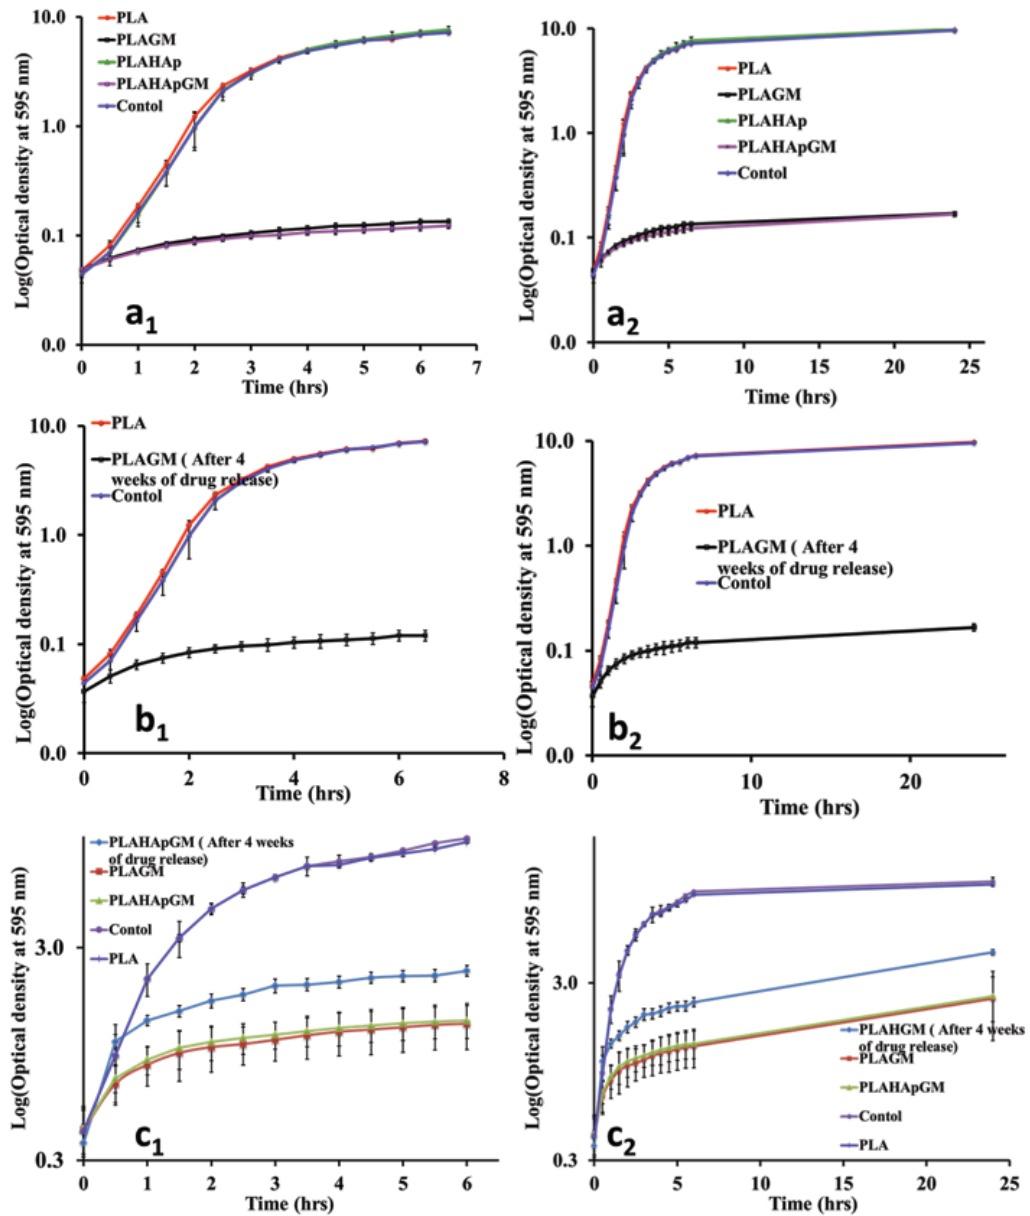 Log(Optical density at 595 nm)
10.0
1.0
0.1
0.0
PLA
PLAGM
PLAHAp
PLAHApGM
Contol
a1
0 1 2 3 4 5 6 7
Time (hrs)
Log(Optical density at 595 nm)
10.0
1.0
0.1
0.0
PLA
PLAGM
PLAHAp
PLAHApGM
Contol
a2
0 5 10 15 20 25
Time (hrs)
Log(Optical density at 595 nm)
10.0
1.0
0.1
0.0
PLA
PLAGM ( After 4
weeks of drug release)
Contol
b1
0 2 4 6 8
Time (hrs)
Log(Optical density at 595 nm)
10.0
1.0
0.1
0.0
PLA
PLAGM ( After 4
weeks of drug release)
Contol
b2
0 10 20
Time (hrs)
Log(Optical density at 595 nm)
3.0
0.3
PLAHApGM ( After 4 weeks
of drug release)
PLAGM
PLAHApGM
Contol
PLA
c1
0 1 2 3 4 5 6
Time (hrs)
Log(Optical density at 595 nm)
3.0
0.3
PLAHGM ( After 4 weeks
of drug release)
PLAGM
PLAHApGM
Contol
PLA
c2
0 5 10 15 20 25
Time (hrs)